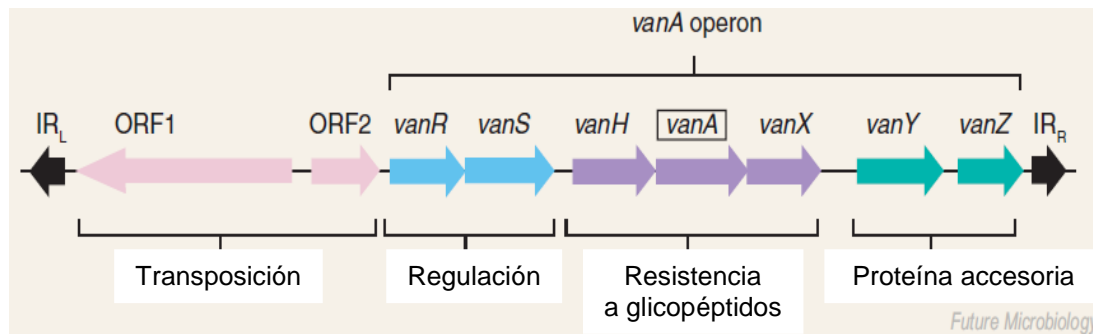 vanA operon
IRL ORF1 ORF2 vanR vanS vanH vanA vanX vanY vanZ IRR
Transposición Regulación Resistencia Proteína accesoria
a glicopéptidos
Future Microbiology